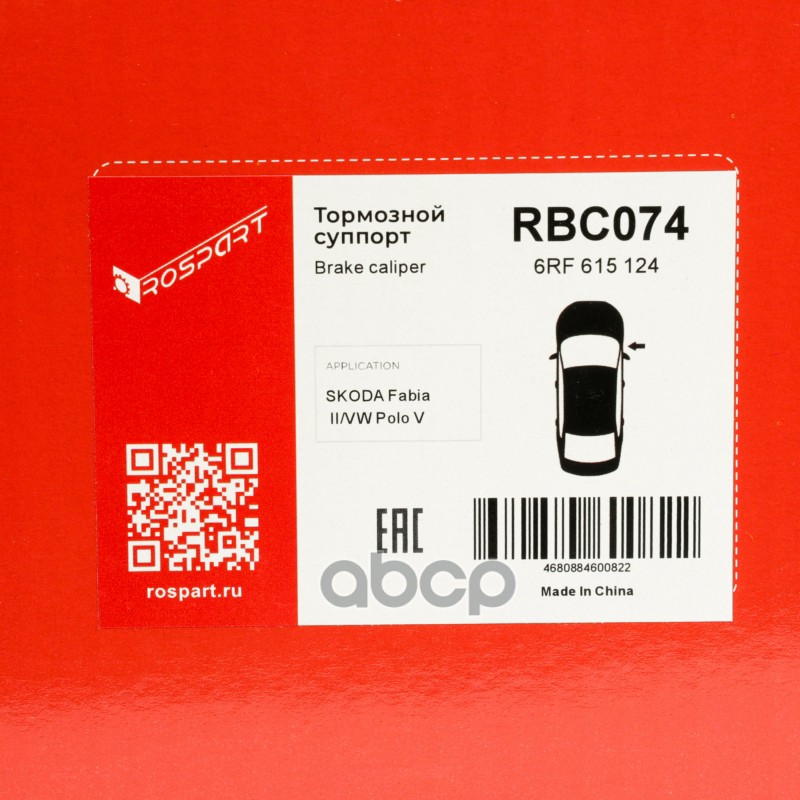 ROSPART
Тормозной
суппорт
Brake caliper
RBC074
6RF 615 124
APPLICATION
SKODA Fabia
II/VW Polo V
EAC
4680884600822
Made In China
rospart.ru
abcp